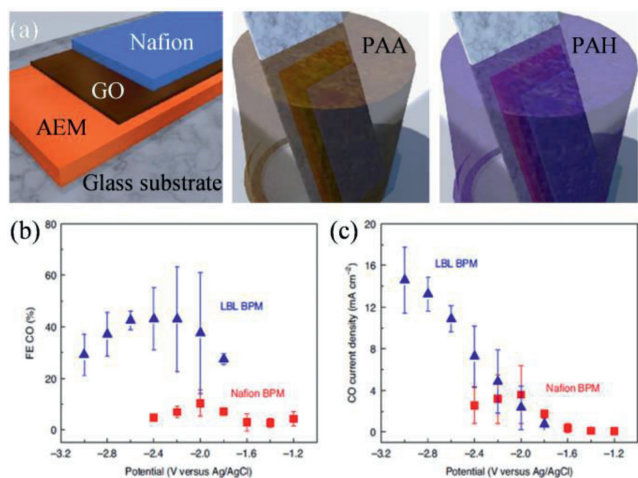 (a)
Nafion
GO
AEM
Glass substrate
PAA
PAH
(b)
80
60
40
20
0
FE CO (%)
LBL BPM
Nafion BPM
−3.2
−2.8
−2.4
−2.0
−1.6
−1.2
Potential (V versus Ag/AgCl)
(c)
20
16
12
8
4
0
CO current density (mA cm⁻²)
LBL BPM
Nafion BPM
−3.2
−2.8
−2.4
−2.0
−1.6
−1.2
Potential (V versus Ag/AgCl)